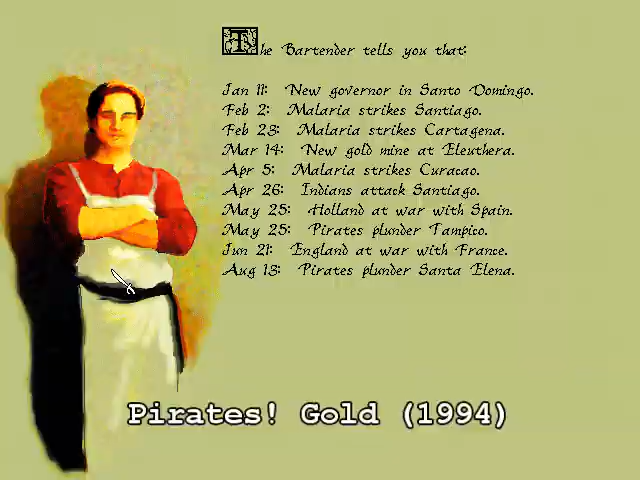 The Bartender tells you that:
Jan 11: New governor in Santo Domingo.
Feb 2: Malaria strikes Santiago.
Feb 23: Malaria strikes Cartagena.
Mar 14: New gold mine at Eleuthera.
Apr 5: Malaria strikes Curacao.
Apr 26: Indians attack Santiago.
May 25: Holland at war with Spain.
May 25: Pirates plunder Tampico.
Jun 21: England at war with France.
Aug 13: Pirates plunder Santa Elena.
Pirates! Gold (1994)